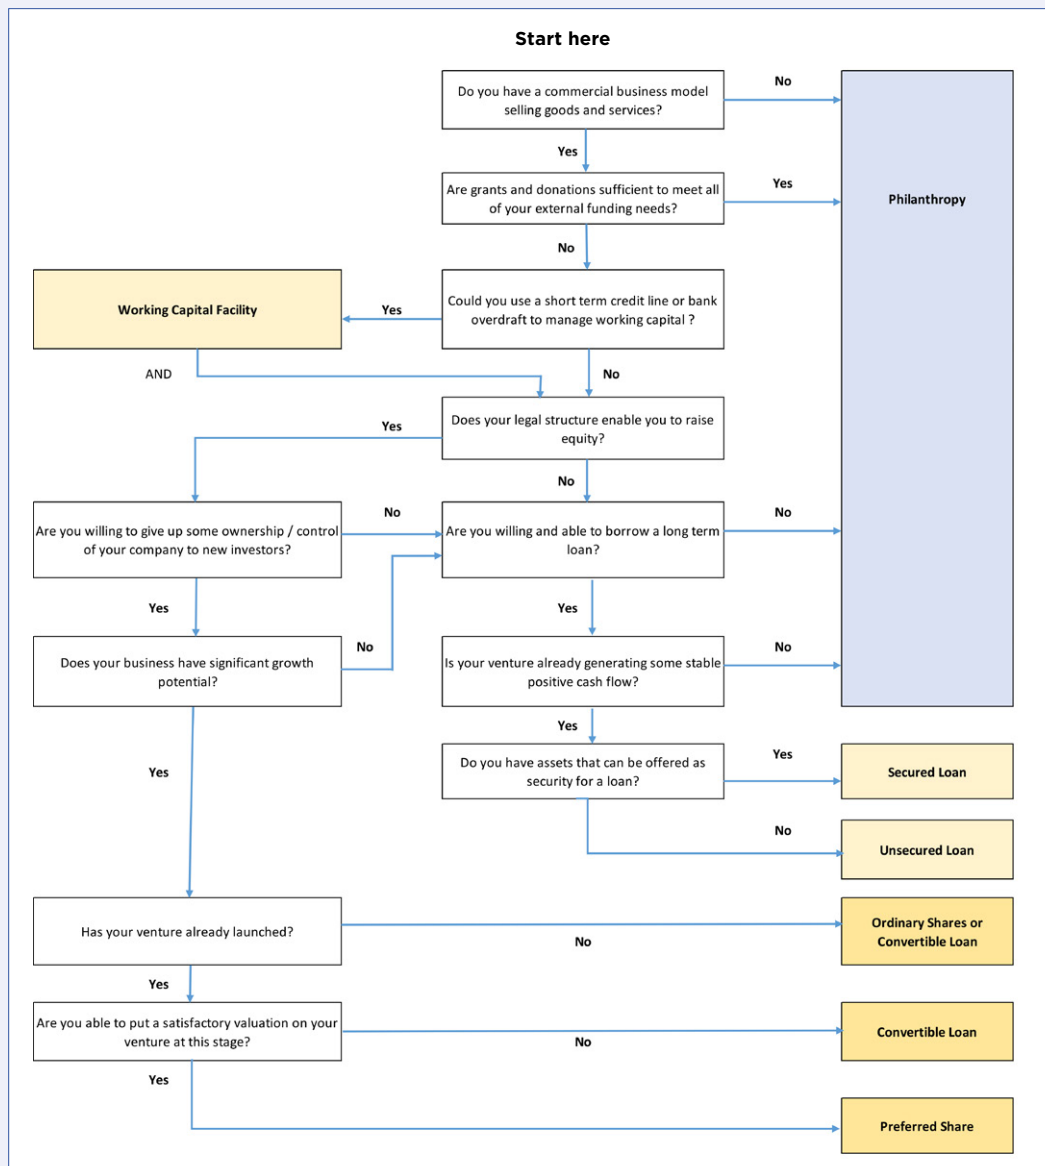 Start here
Do you have a commercial business model
selling goods and services?
No
Yes
Are grants and donations sufficient to meet all
of your external funding needs?
Yes
Philanthropy
No
Working Capital Facility
Yes
Could you use a short term credit line or bank
overdraft to manage working capital ?
AND
No
Does your legal structure enable you to raise
equity?
Yes
No
Are you willing to give up some ownership / control
of your company to new investors?
No
Are you willing and able to borrow a long term
loan?
No
Yes
Yes
Does your business have significant growth
potential?
No
Is your venture already generating some stable
positive cash flow?
No
Yes
Yes
Do you have assets that can be offered as
security for a loan?
Yes
Secured Loan
No
Unsecured Loan
Has your venture already launched?
No
Ordinary Shares or
Convertible Loan
Yes
Are you able to put a satisfactory valuation on your
venture at this stage?
No
Convertible Loan
Yes
Preferred Share